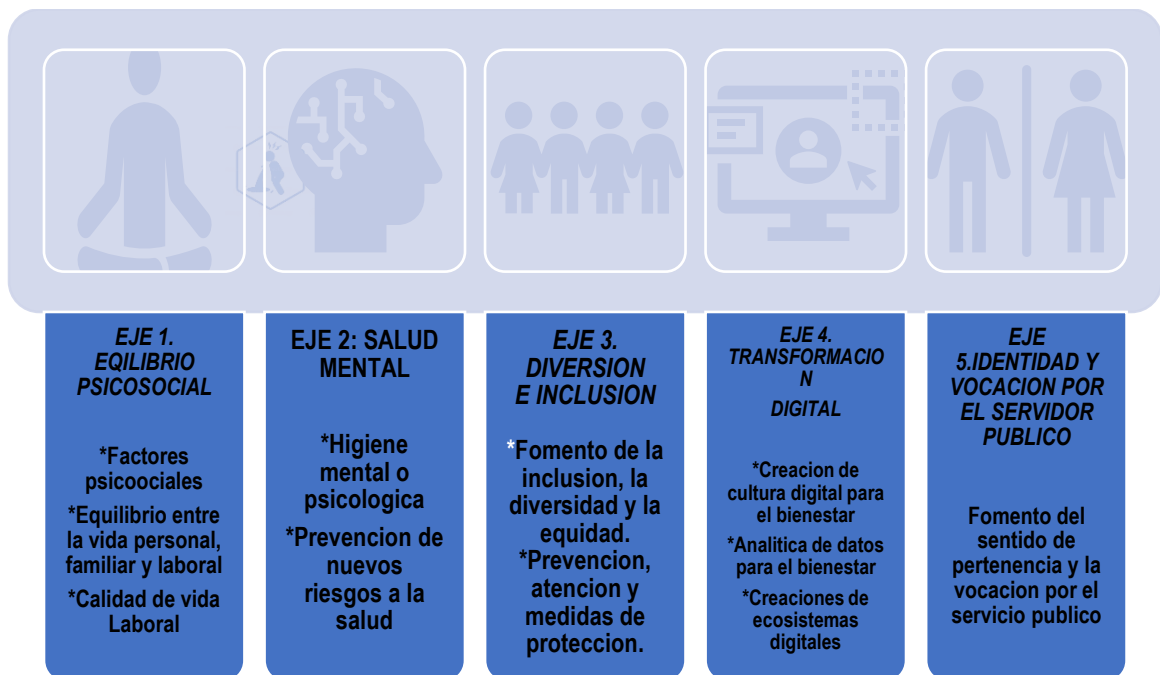 EJE 1.
EQILIBRIO
PSICOSOCIAL
*Factores
psicoociales
*Equilibrio entre
la vida personal,
familiar y laboral
*Calidad de vida
Laboral
EJE 2: SALUD
MENTAL
*Higiene
mental o
psicologica
*Prevencion de
nuevos
riesgos a la
salud
EJE 3.
DIVERSION
E INCLUSION
*Fomento de la
inclusion, la
diversidad y la
equidad.
*Prevencion,
atencion y
medidas de
proteccion.
EJE 4.
TRANSFORMACIO
N
DIGITAL
*Creacion de
cultura digital para
el bienestar
*Analitica de datos
para el bienestar
*Creaciones de
ecosistemas
digitales
EJE
5.IDENTIDAD Y
VOCACION POR
EL SERVIDOR
PUBLICO
Fomento del
sentido de
pertenencia y la
vocacion por el
servicio publico